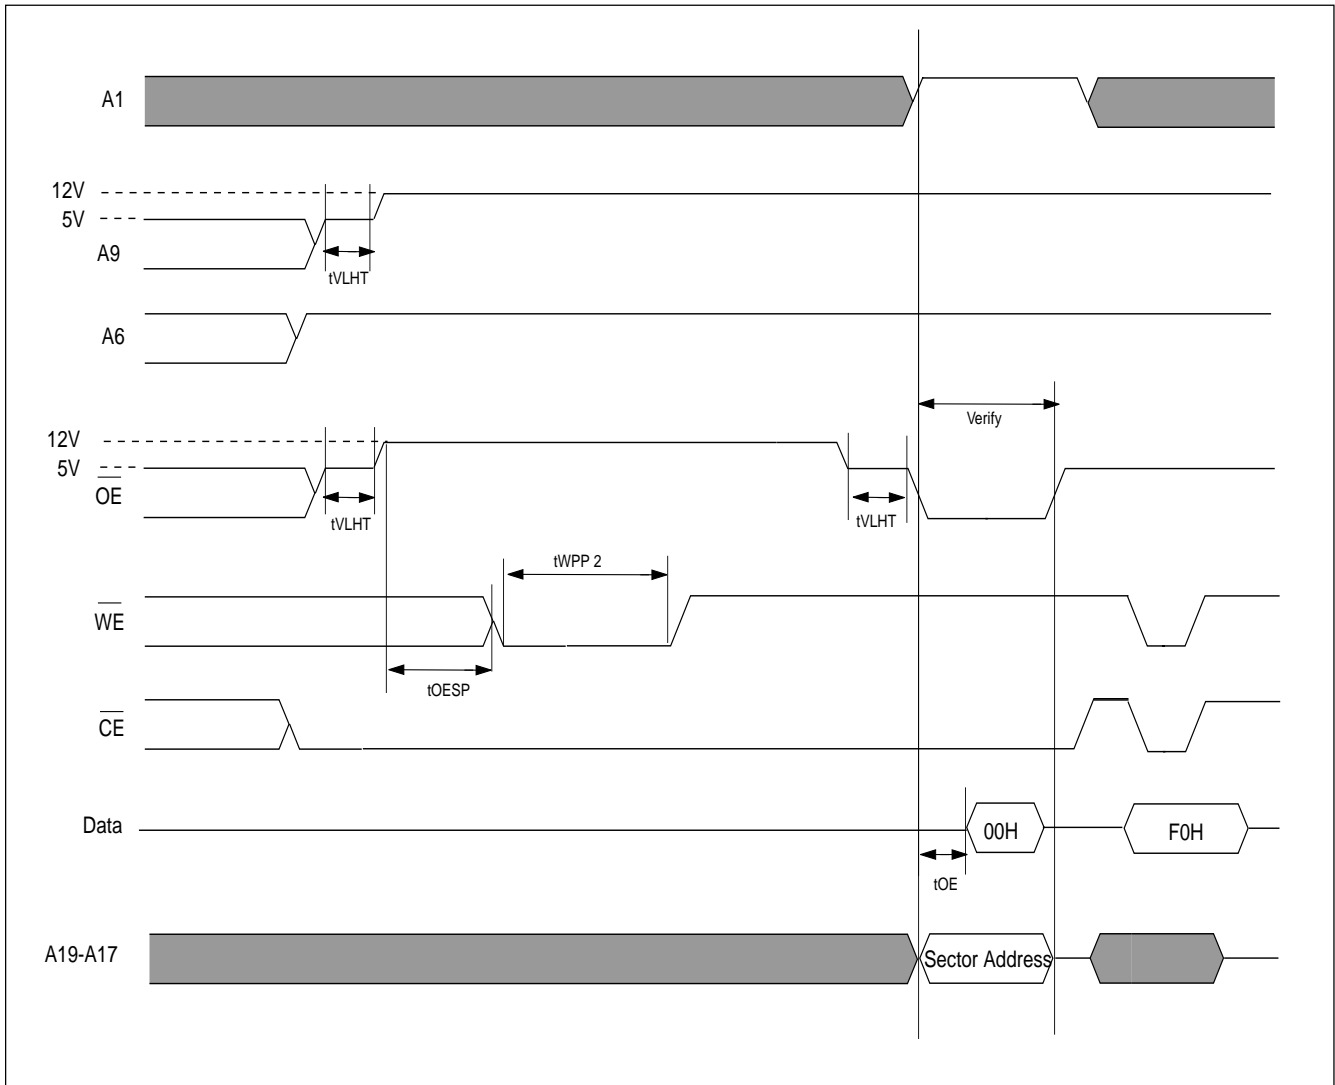 A1
12V
5V
A9
tVLHT
A6
Verify
12V
5V
OE
tVLHT
tVLHT
tWPP 2
WE
tOESP
CE
Data
00H
F0H
tOE
A19-A17
Sector Address